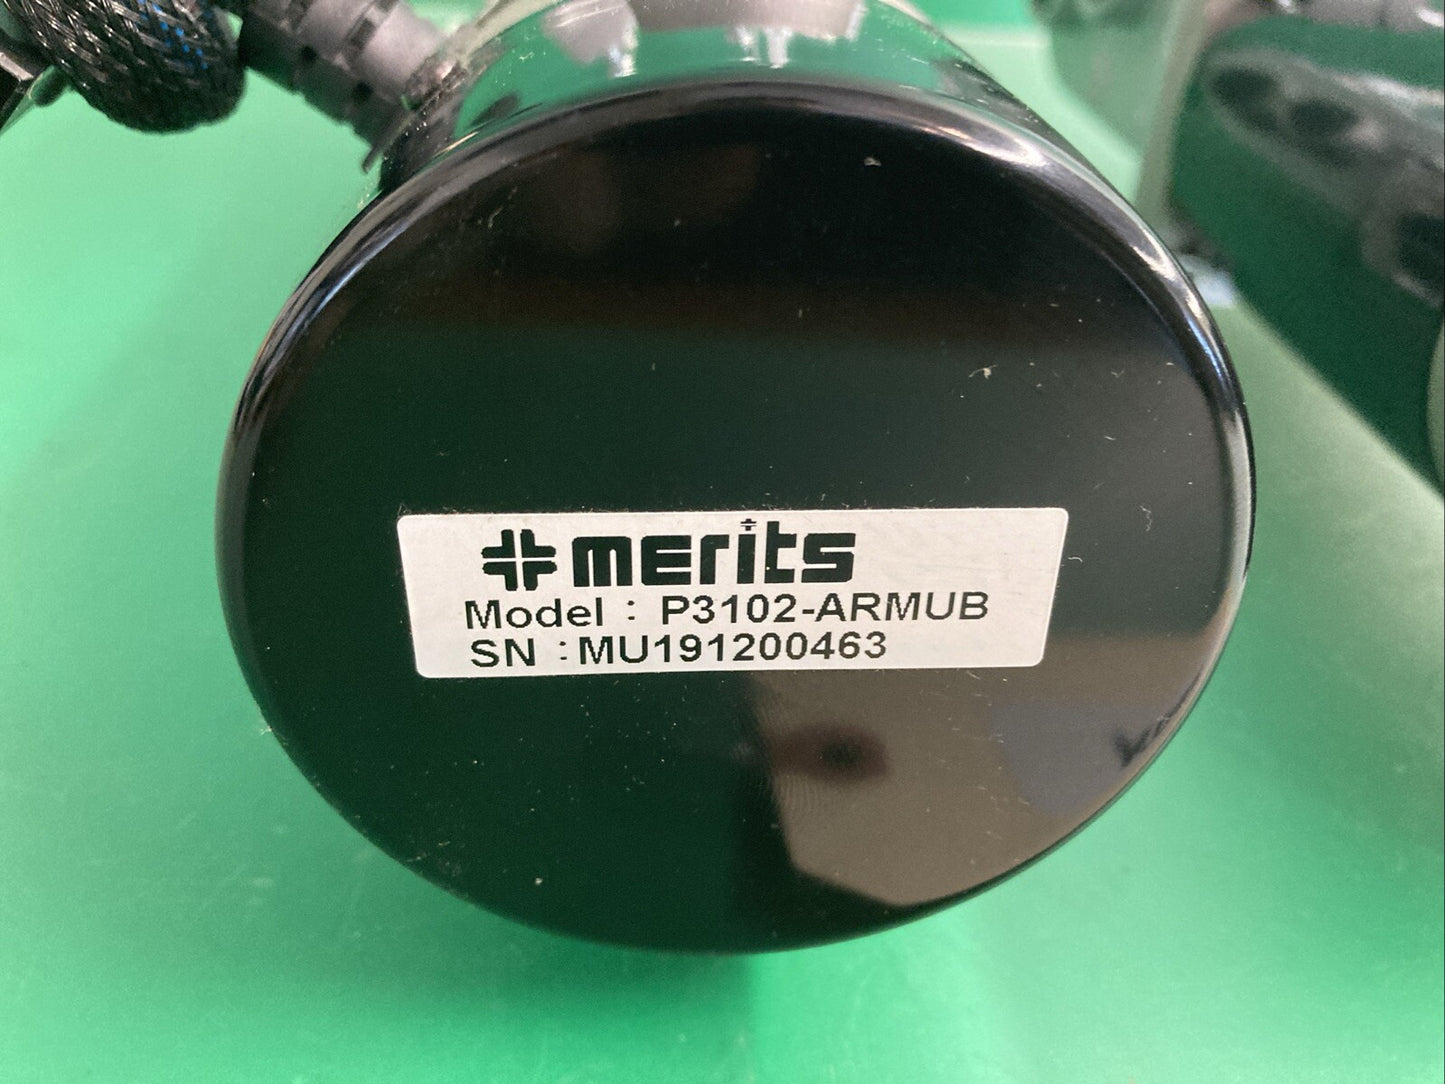 merits
Model : P3102-ARMUB
SN :MU191200463